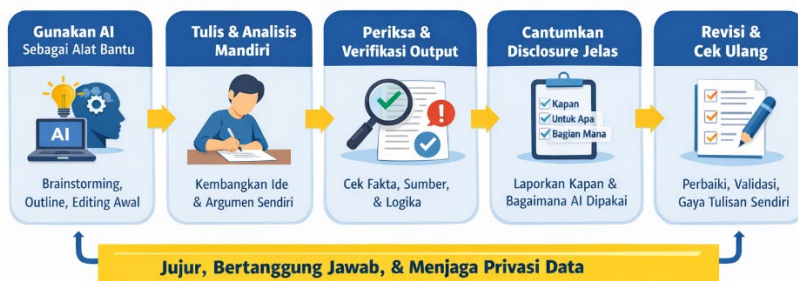 Gunakan AI
Sebagai Alat Bantu
AI
Brainstorming,
Outline, Editing Awal
Tulis & Analisis
Mandiri
Kembangkan Ide
& Argumen Sendiri
Periksa &
Verifikasi Output
Cek Fakta, Sumber,
& Logika
Cantumkan
Disclosure Jelas
Kapan
Untuk Apa
Bagian Mana
Laporkan Kapan &
Bagaimana AI Dipakai
Revisi &
Cek Ulang
Perbaiki, Validasi,
Gaya Tulisan Sendiri
Jujur, Bertanggung Jawab, & Menjaga Privasi Data